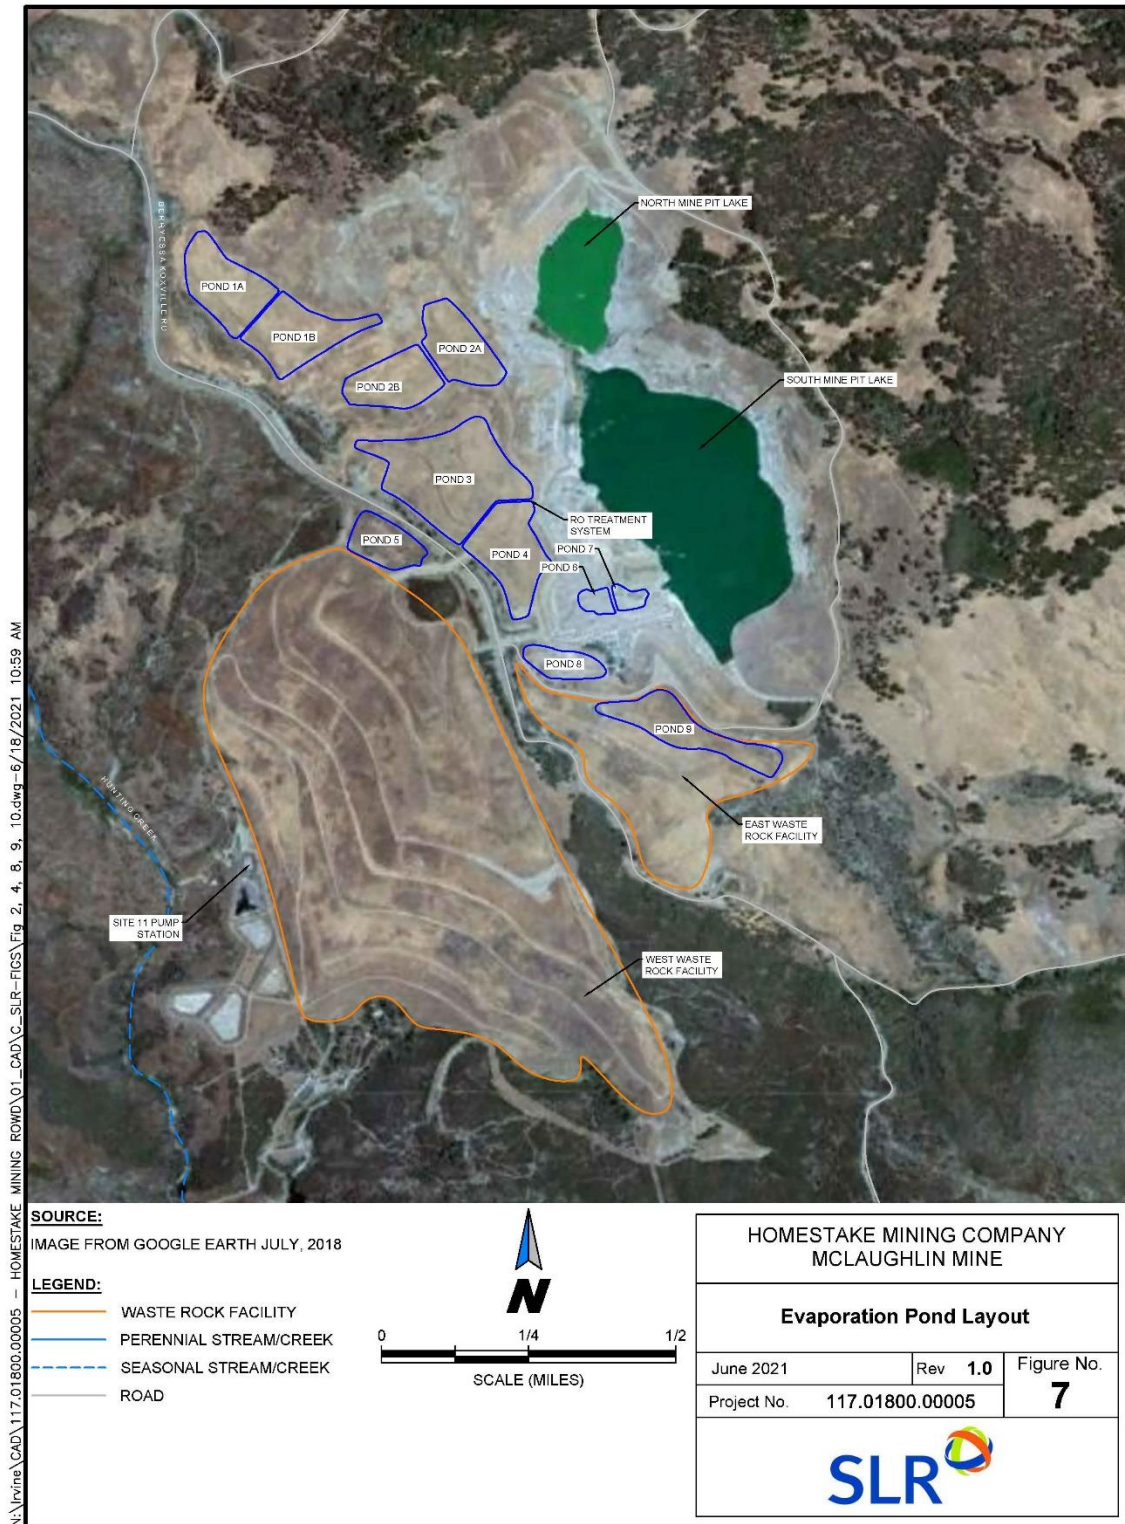 NORTH MINE PIT LAKE
BERRYESSA KOXVILLE RD
POND 1A
POND 1B
POND 2A
POND 2B
SOUTH MINE PIT LAKE
POND 3
RO TREATMENT
SYSTEM
POND 5
POND 4
POND 7
POND 6
POND 8
POND 9
HUNTING CREEK
EAST WASTE
ROCK FACILITY
SITE 11 PUMP
STATION
WEST WASTE
ROCK FACILITY
N:\Irvine\CAD\117.01800.00005 - HOMESTAKE MINING ROWD\01_CAD\C_SLR-FIGS\Fig 2, 4, 8, 9, 10.dwg-6/18/2021 10:59 AM
SOURCE:
IMAGE FROM GOOGLE EARTH JULY, 2018
LEGEND:
WASTE ROCK FACILITY
PERENNIAL STREAM/CREEK
SEASONAL STREAM/CREEK
ROAD
N
0 1/4 1/2
SCALE (MILES)
HOMESTAKE MINING COMPANY
MCLAUGHLIN MINE
Evaporation Pond Layout
June 2021 Rev 1.0 Figure No.
Project No. 117.01800.00005 7
SLR